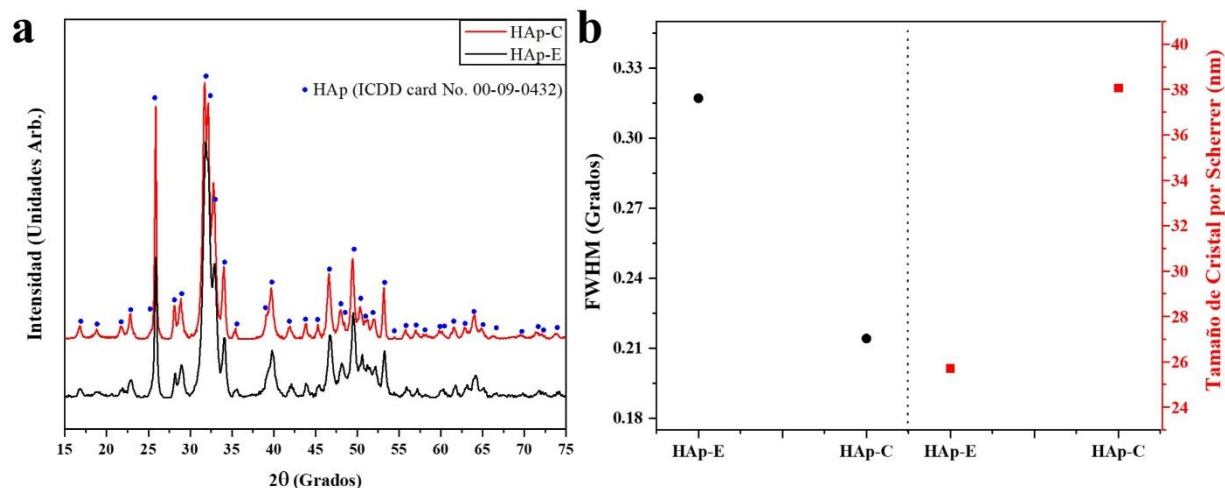 a
HAp-C
HAp-E
HAp (ICDD card No. 00-09-0432)
Intensidad (Unidades Arb.)
15 20 25 30 35 40 45 50 55 60 65 70 75
2θ (Grados)
b
FWHM (Grados)
0.33
0.30
0.27
0.24
0.21
0.18
HAp-E HAp-C HAp-E HAp-C
40
38
36
34
32
30
28
26
24
Tamaño de Cristal por Scherrer (nm)